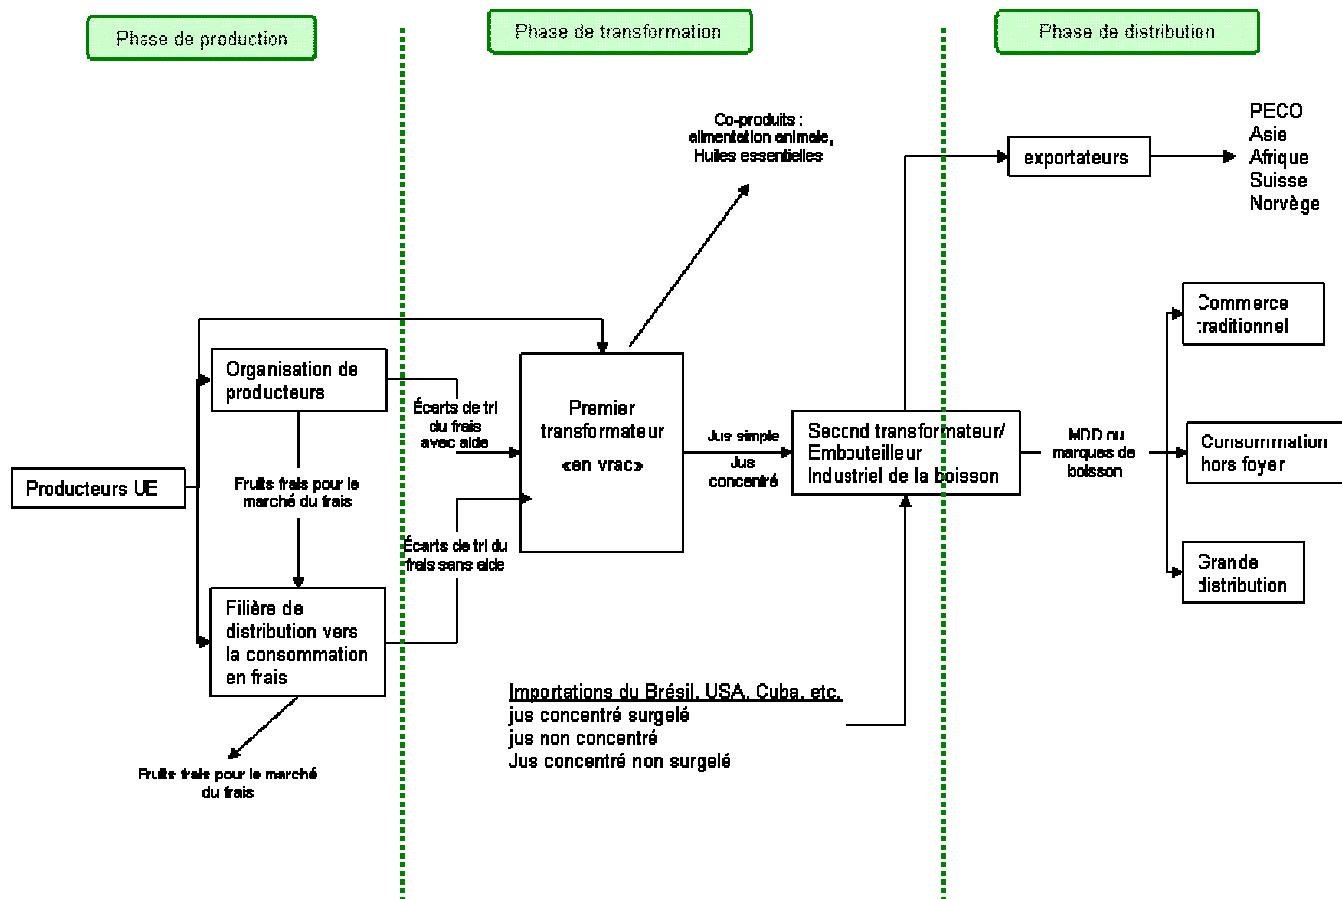 Phase de production
Phase de transformation
Phase de distribution
Co-produits :
alimentation animale,
Huiles essentielles
exportateurs
PECO
Asie
Afrique
Suisse
Norvège
Commerce
traditionnel
Organisation de
producteurs
Écarts de tri
du frais
avec aide
Premier
transformateur
«en vrac»
Jus simple
Jus
concentré
Second transformateur/
Embouteilleur
Industriel de la boisson
MDD ou
marques de
boisson
Consommation
hors foyer
Producteurs UE
Fruits frais pour le
marché du frais
Écarts de tri du
frais sans aide
Grande
distribution
Filière de
distribution vers
la consommation
en frais
Importations du Brésil, USA, Cuba, etc.
jus concentré surgelé
jus non concentré
Jus concentré non surgelé
Fruits frais pour le marché
du frais